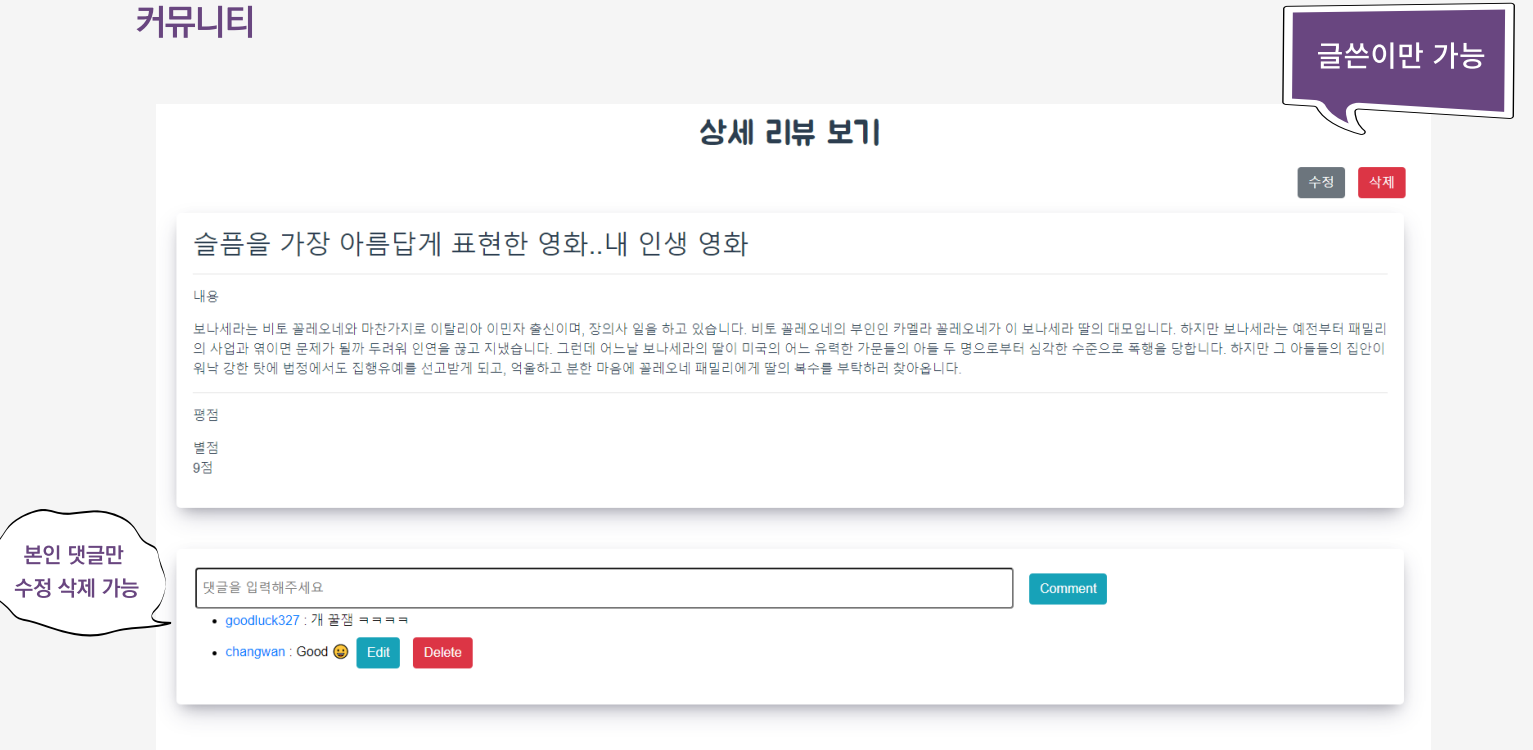 커뮤니티
글쓴이만 가능
상세 리뷰 보기
수정 삭제
슬픔을 가장 아름답게 표현한 영화..내 인생 영화
내용
보나세라는 비토 꼴레오네와 마찬가지로 이탈리아 이민자 출신이며, 장의사 일을 하고 있습니다. 비토 꼴레오네의 부인인 카멜라 꼴레오네가 이 보나세라 딸의 대모입니다. 하지만 보나세라는 예전부터 패밀리
의 사업과 엮이면 문제가 될까 두려워 인연을 끊고 지냈습니다. 그런데 어느날 보나세라의 딸이 미국의 어느 유력한 가문들의 아들 두 명으로부터 심각한 수준으로 폭행을 당합니다. 하지만 그 아들들의 집안이
워낙 강한 탓에 법정에서도 집행유예를 선고받게 되고, 억울하고 분한 마음에 꼴레오네 패밀리에게 딸의 복수를 부탁하러 찾아옵니다.
평점
별점
9점
본인 댓글만
수정 삭제 가능
댓글을 입력해주세요 Comment
goodluck327 : 개 꿀잼 ㅋㅋㅋㅋ
changwan : Good 😀 Edit Delete